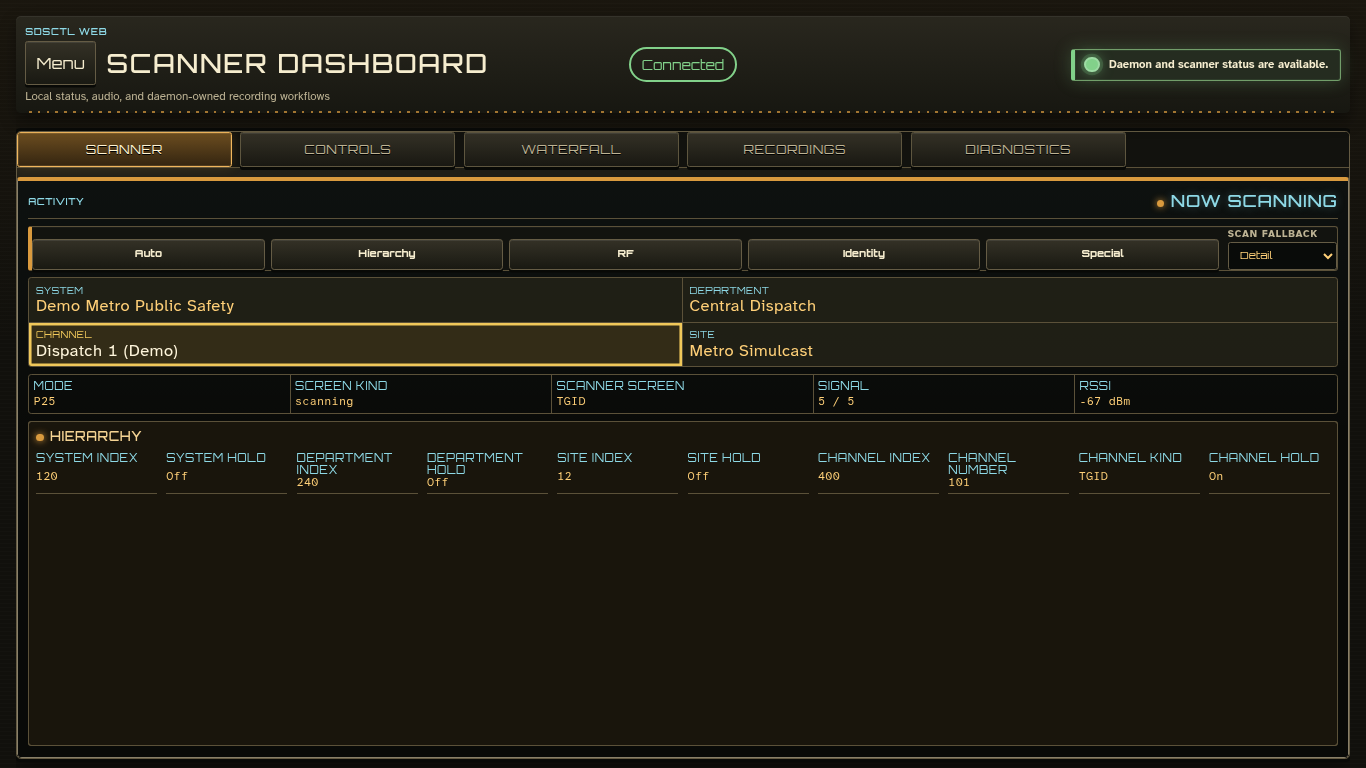 SDSCTL WEB
Menu
SCANNER DASHBOARD
Connected
Daemon and scanner status are available.
Local status, audio, and daemon-owned recording workflows
SCANNER
CONTROLS
WATERFALL
RECORDINGS
DIAGNOSTICS
ACTIVITY
NOW SCANNING
Auto
Hierarchy
RF
Identity
Special
SCAN FALLBACK
Detail
SYSTEM
Demo Metro Public Safety
DEPARTMENT
Central Dispatch
CHANNEL
Dispatch 1 (Demo)
SITE
Metro Simulcast
MODE
P25
SCREEN KIND
scanning
SCANNER SCREEN
TGID
SIGNAL
5 / 5
RSSI
-67 dBm
HIERARCHY
SYSTEM INDEX
120
SYSTEM HOLD
Off
DEPARTMENT
INDEX
240
DEPARTMENT
HOLD
Off
SITE INDEX
12
SITE HOLD
Off
CHANNEL INDEX
400
CHANNEL
NUMBER
101
CHANNEL KIND
TGID
CHANNEL HOLD
On